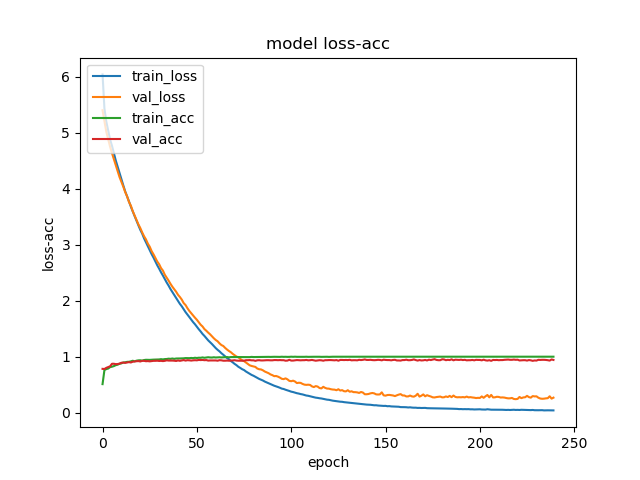 model loss-acc
train_loss
val_loss
train_acc
val_acc
loss-acc
6
5
4
3
2
1
0
0 50 100 150 200 250
epoch